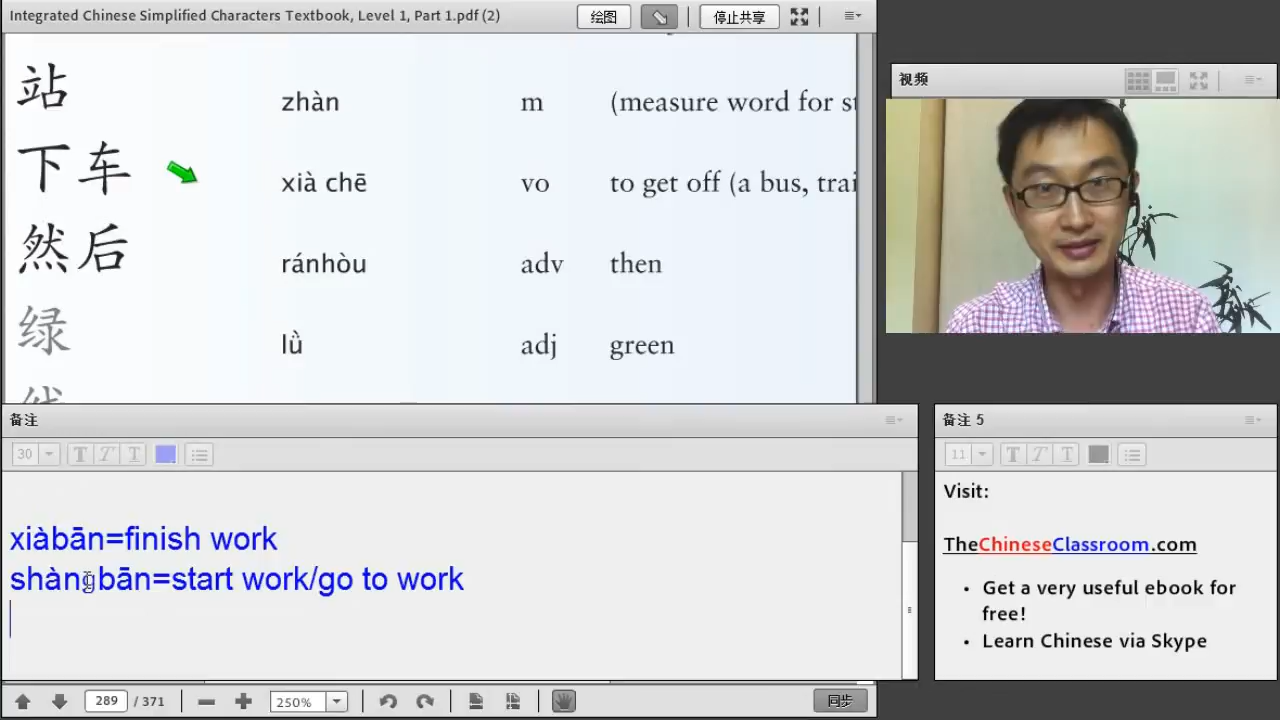 Integrated Chinese Simplified Characters Textbook, Level 1, Part 1.pdf (2)
绘图
停止共享
站 zhàn m (measure word for st
下车 xià chē vo to get off (a bus, trai
然后 ránhòu adv then
绿 lǜ adj green
视频
备注
30
xiàbān=finish work
shàngbān=start work/go to work
289 / 371
250%
同步
备注 5
11
Visit:
TheChineseClassroom.com
• Get a very useful ebook for
free!
• Learn Chinese via Skype